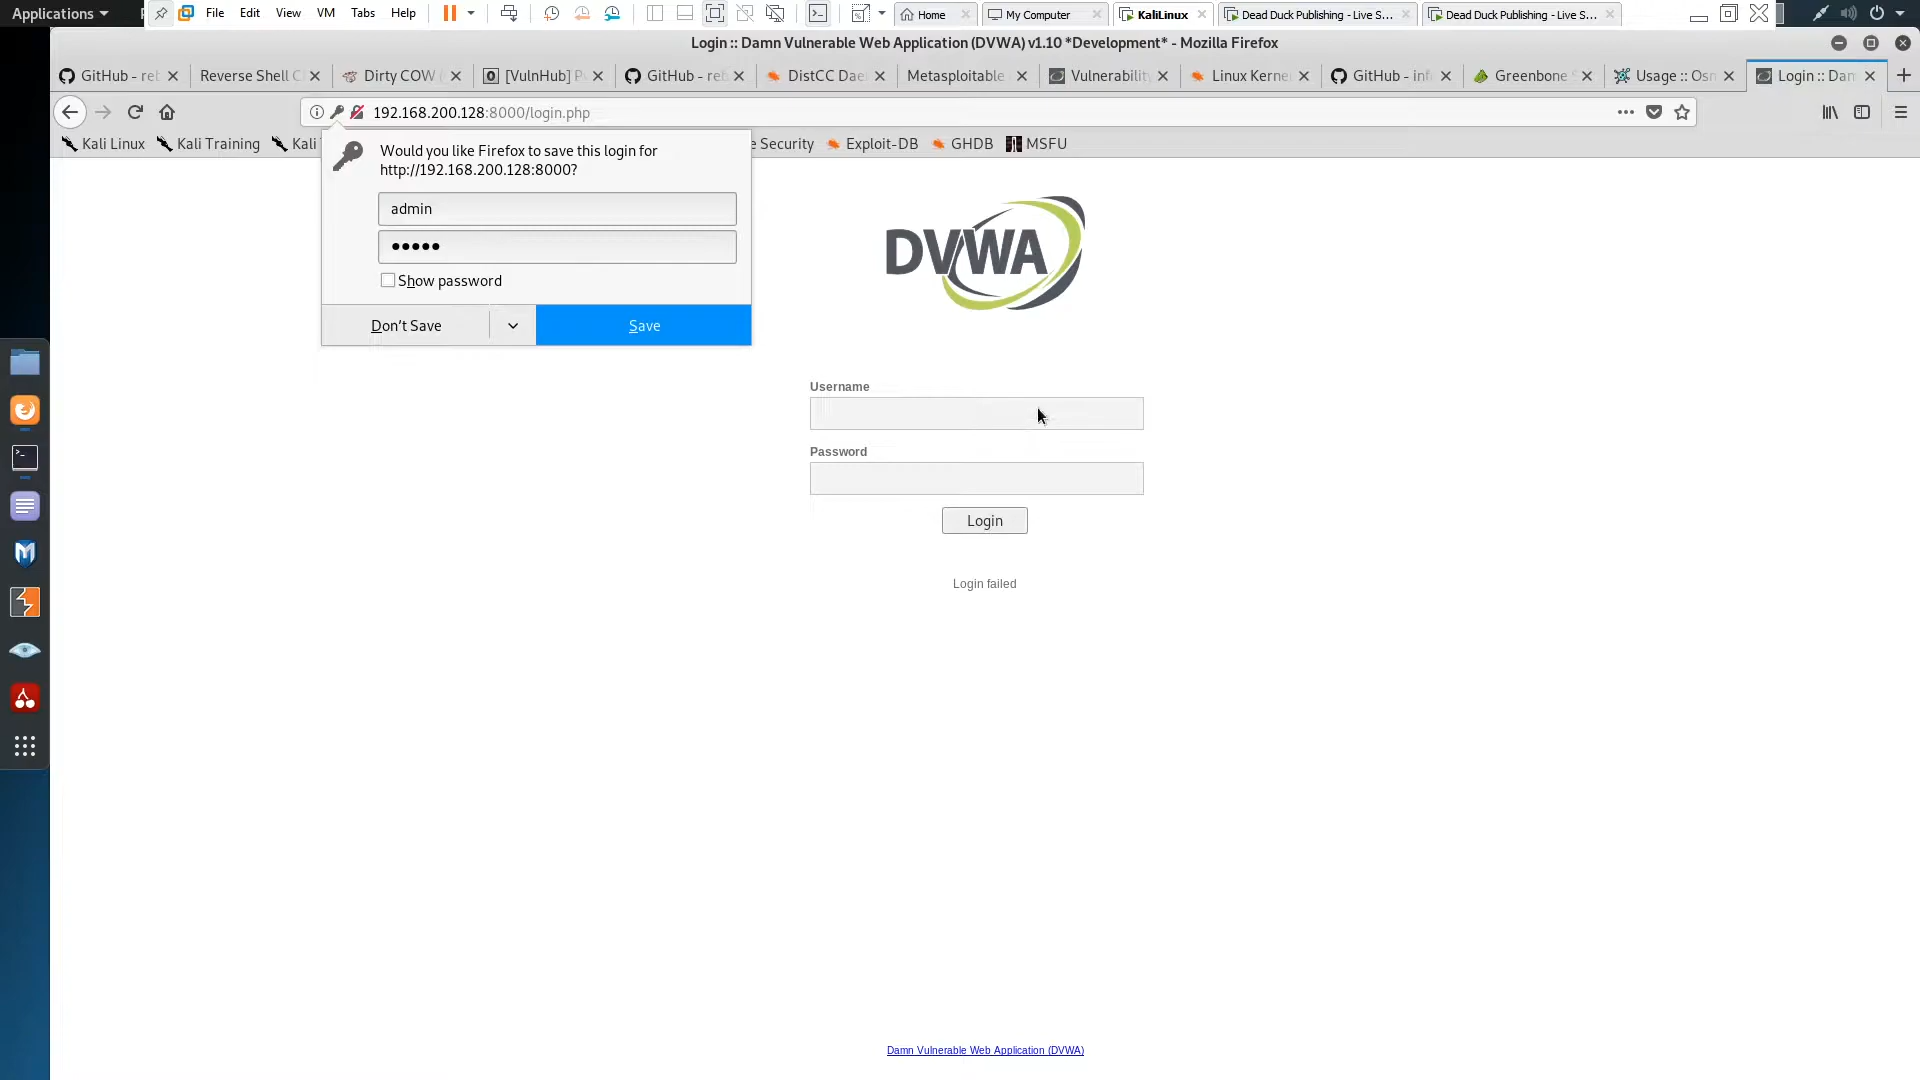 Applications
File Edit View VM Tabs Help Home My Computer KaliLinux Dead Duck Publishing - Live S... Dead Duck Publishing - Live S...
Login :: Damn Vulnerable Web Application (DVWA) v1.10 *Development* - Mozilla Firefox
GitHub - reb Reverse Shell C Dirty COW ( [VulnHub] P GitHub - reb DistCC Dae Metasploitable Vulnerability Linux Kerne GitHub - inf Greenbone S Usage :: Osm Login :: Dam
192.168.200.128:8000/login.php
Kali Linux Kali Training Kali e Security Exploit-DB GHDB MSFU
Would you like Firefox to save this login for
http://192.168.200.128:8000?
admin
•••••
Show password
Don't Save Save
DVWA
Username
Password
Login
Login failed
Damn Vulnerable Web Application (DVWA)